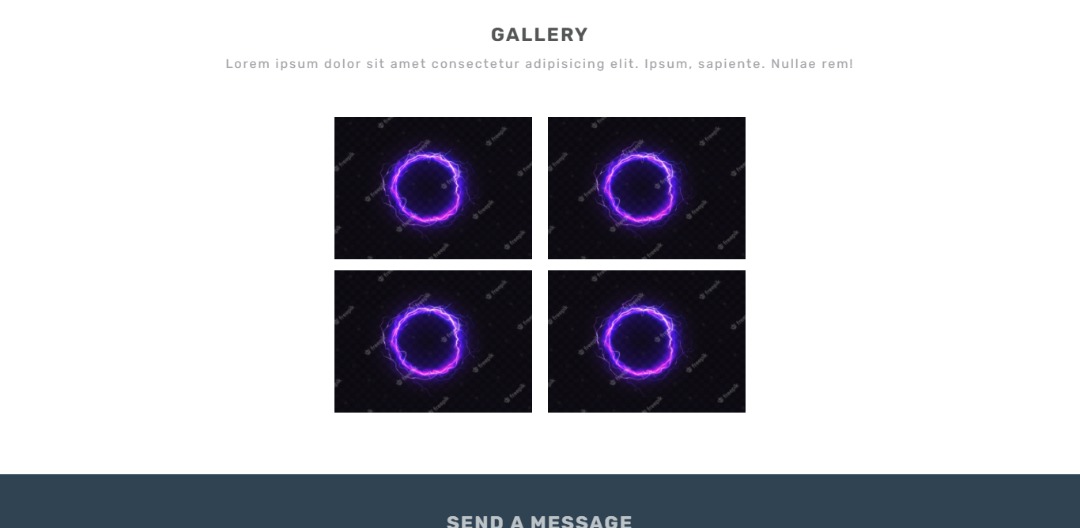 GALLERY
Lorem ipsum dolor sit amet consectetur adipisicing elit. Ipsum, sapiente. Nullae rem!
SEND A MESSAGE